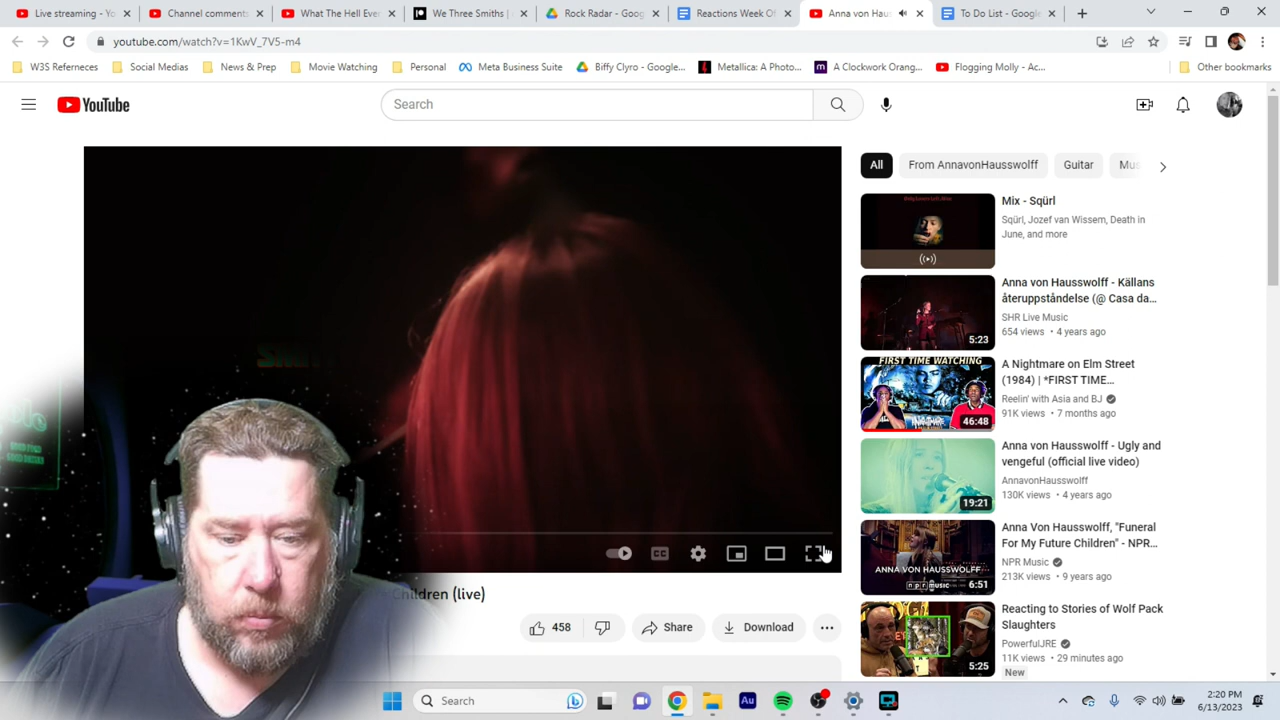 Live streaming - Yo
Channel comments
What The Hell Eve
We three Smiths |
Rock Radar - Goog
Reactions Week Of
Anna von Haus
To Do List - Google
youtube.com/watch?v=1KwV_7V5-m4
W3S Referneces
Social Medias
News & Prep
Movie Watching
Personal
Meta Business Suite
Biffy Clyro - Google...
Metallica: A Photo...
A Clockwork Orang...
Flogging Molly - Ac...
Other bookmarks
YouTube
Search
All
From AnnavonHausswolff
Guitar
Mus
Mix - Sqürl
Sqürl, Jozef van Wissem, Death in
June, and more
Anna von Hausswolff - Källans
återuppståndelse (@ Casa da...
SHR Live Music
654 views • 4 years ago
5:23
FIRST TIME WATCHING
A Nightmare on Elm Street
(1984) | *FIRST TIME...
Reelin' with Asia and BJ
91K views • 7 months ago
46:48
Anna von Hausswolff - Ugly and
vengeful (official live video)
AnnavonHausswolff
130K views • 4 years ago
19:21
ANNA VON HAUSSWOLFF
npr music
Anna Von Hausswolff, "Funeral
For My Future Children" - NPR...
NPR Music
213K views • 9 years ago
6:51
CC
Children (live)
458
Share
Download
Reacting to Stories of Wolf Pack
Slaughters
PowerfulJRE
11K views • 29 minutes ago
New
5:25
Search
Au
2:20 PM
6/13/2023